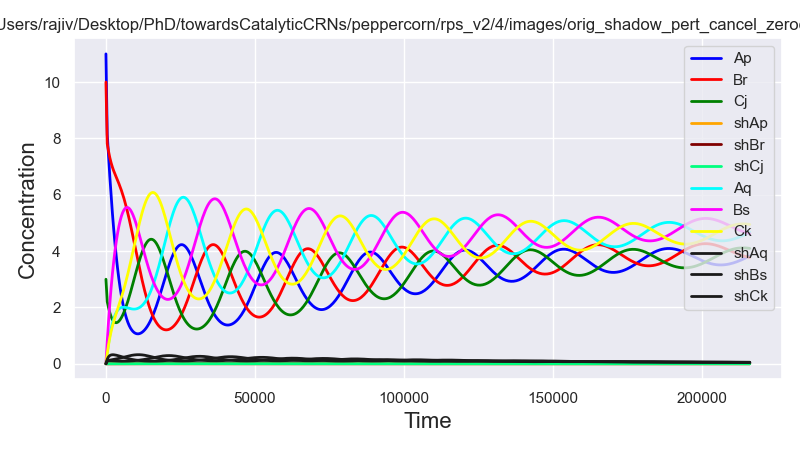 Users/rajiv/Desktop/PhD/towardsCatalyticCRNs/peppercorn/rps_v2/4/images/orig_shadow_pert_cancel_zero
Concentration
10
8
6
4
2
0
0
50000
100000
150000
200000
Time
Ap
Br
Cj
shAp
shBr
shCj
Aq
Bs
Ck
shAq
shBs
shCk